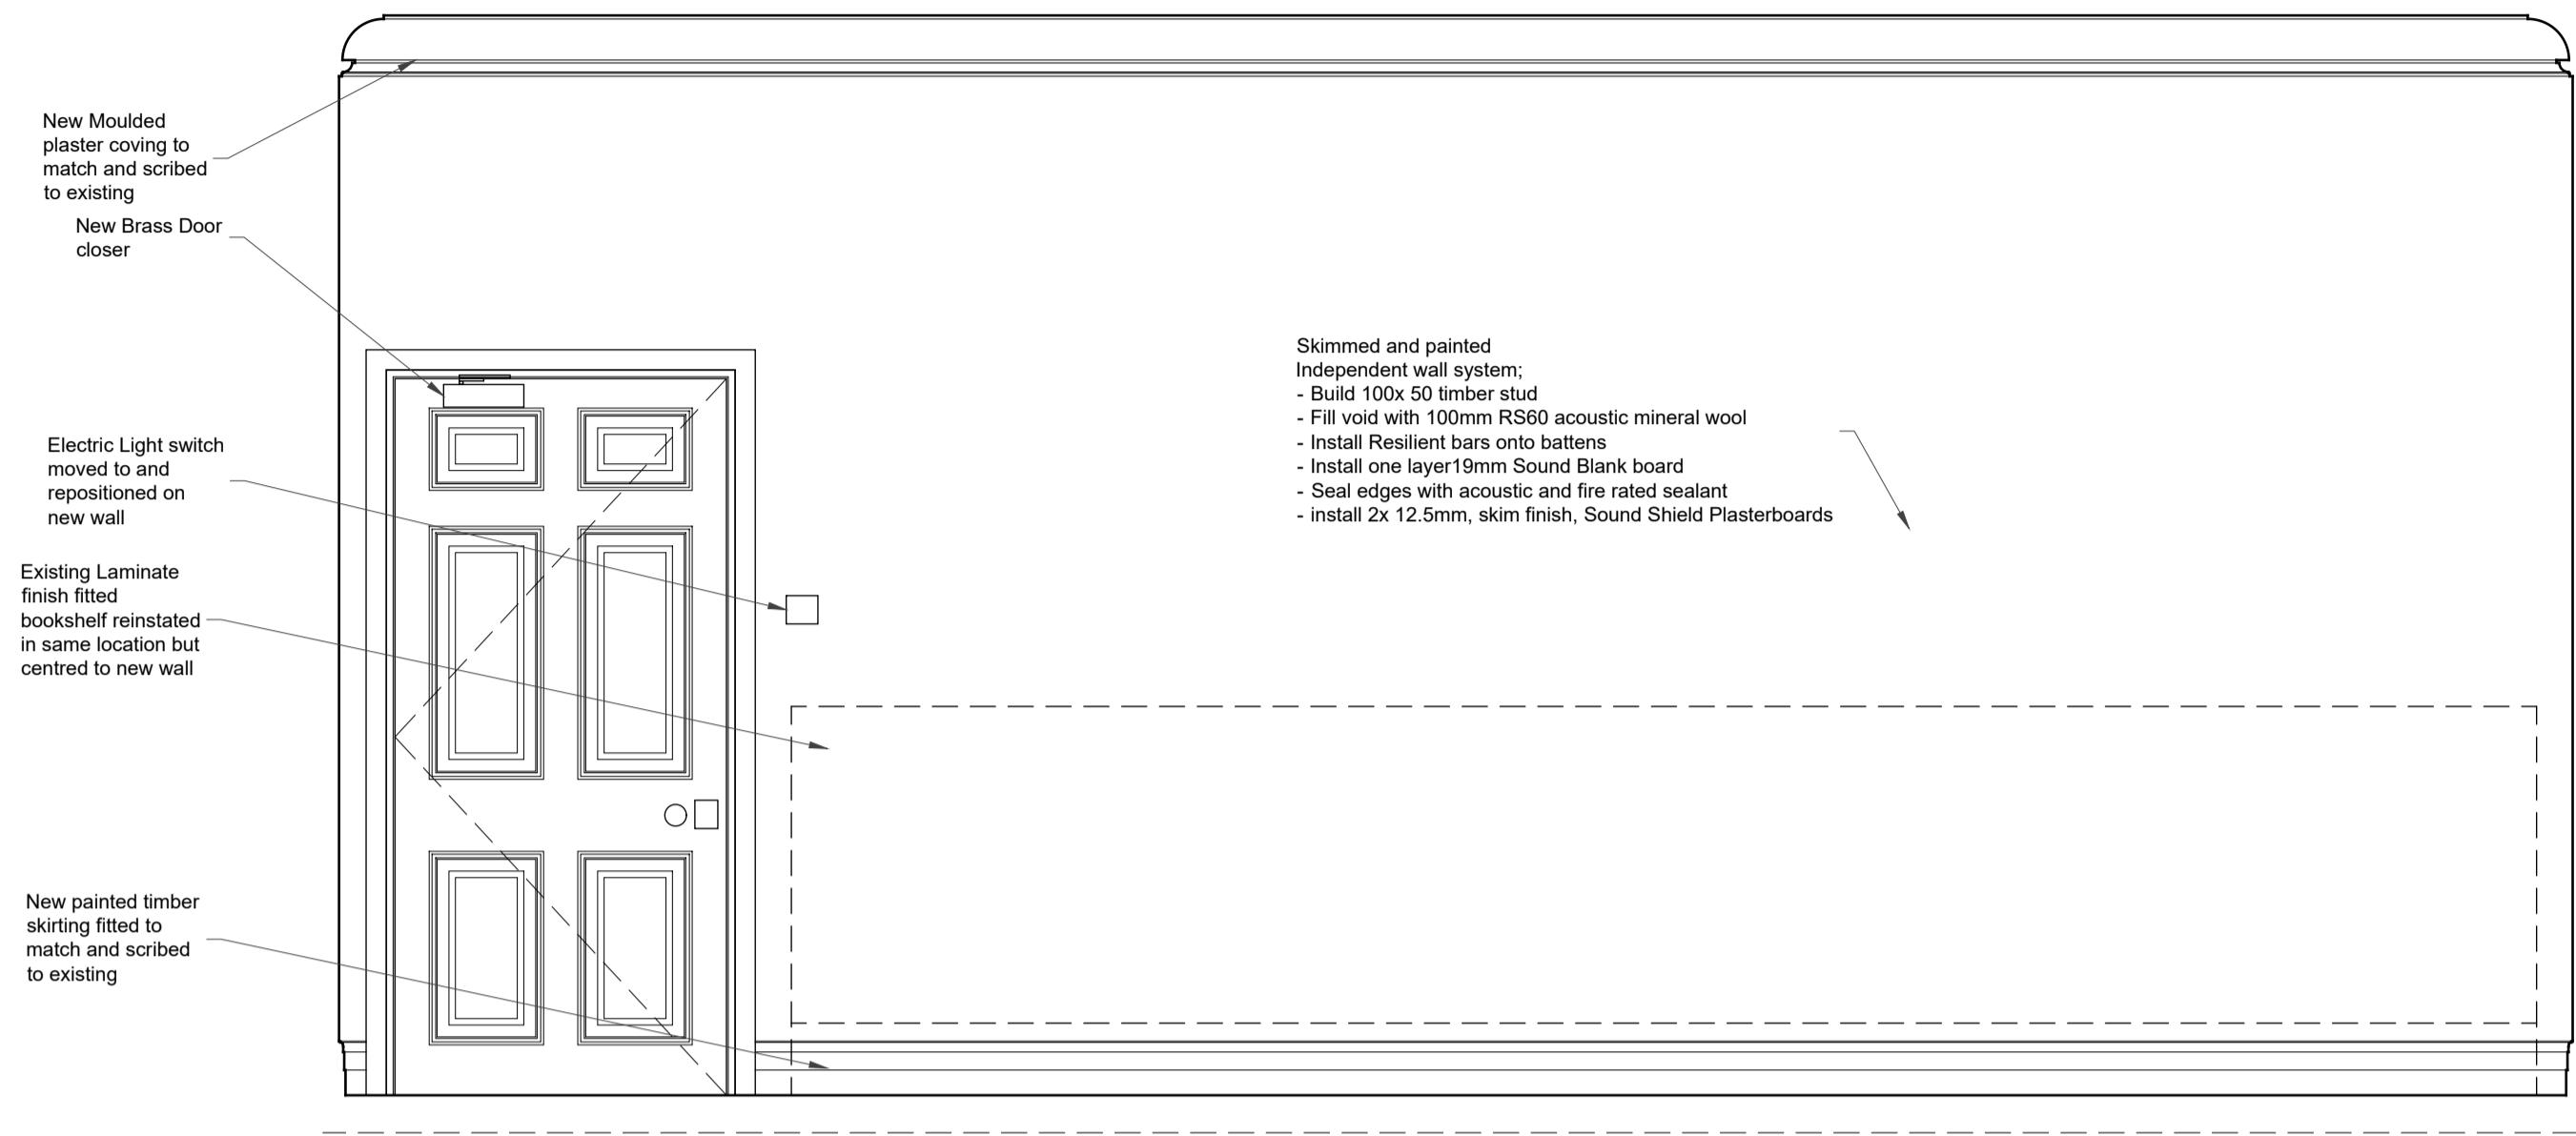 New Moulded
plaster coving to
match and scribed
to existing
New Brass Door
closer
Electric Light switch
moved to and
repositioned on
new wall
Existing Laminate
finish fitted
bookshelf reinstated
in same location but
centred to new wall
New painted timber
skirting fitted to
match and scribed
to existing
Skimmed and painted
Independent wall system;
- Build 100x 50 timber stud
- Fill void with 100mm RS60 acoustic mineral wool
- Install Resilient bars onto battens
- Install one layer19mm Sound Blank board
- Seal edges with acoustic and fire rated sealant
- install 2x 12.5mm, skim finish, Sound Shield Plasterboards